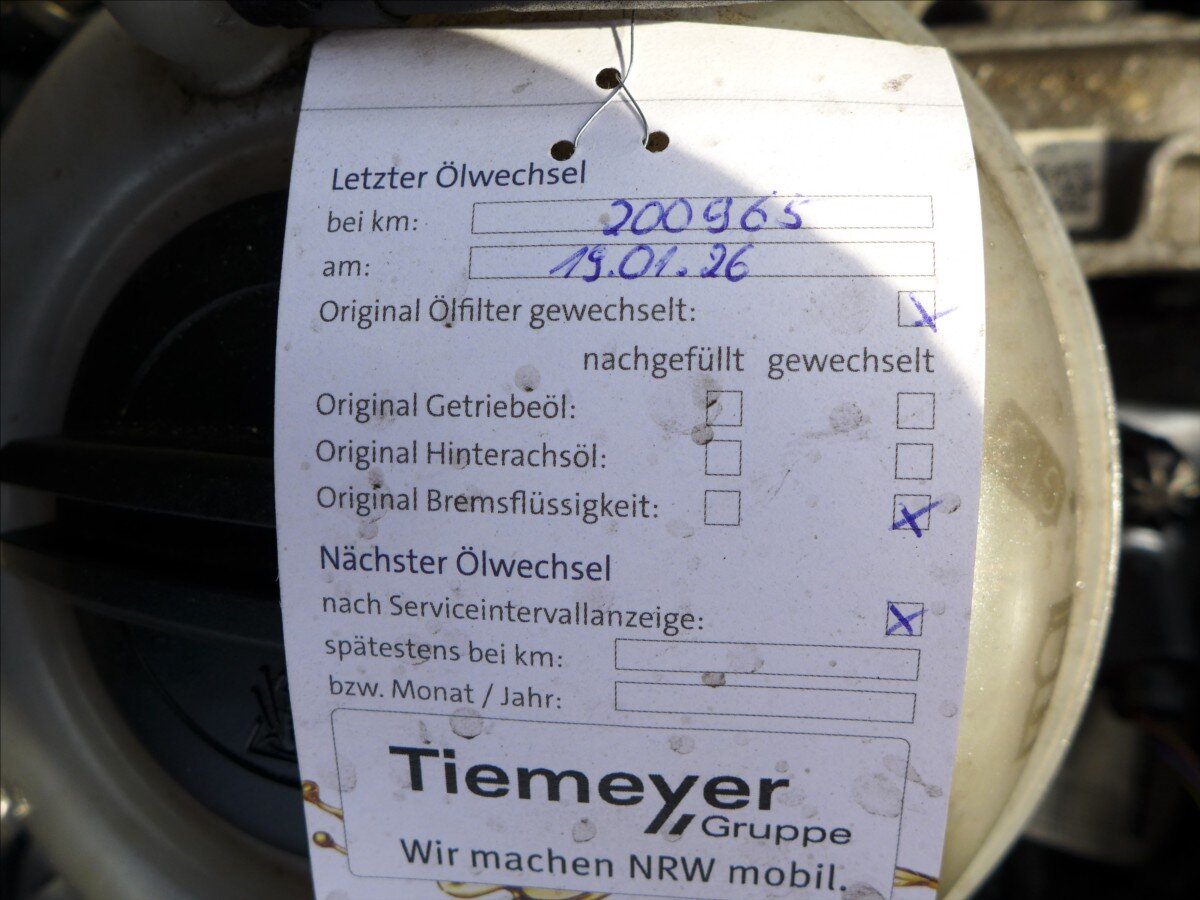 Letzter Ölwechsel
bei km: 200965
am: 19.01.26
Original Ölfilter gewechselt: x
nachgefüllt gewechselt
Original Getriebeöl:
Original Hinterachsöl:
Original Bremsflüssigkeit: x
Nächster Ölwechsel
nach Serviceintervallanzeige: x
spätestens bei km:
bzw. Monat / Jahr:
Tiemeyer
Gruppe
Wir machen NRW mobil.